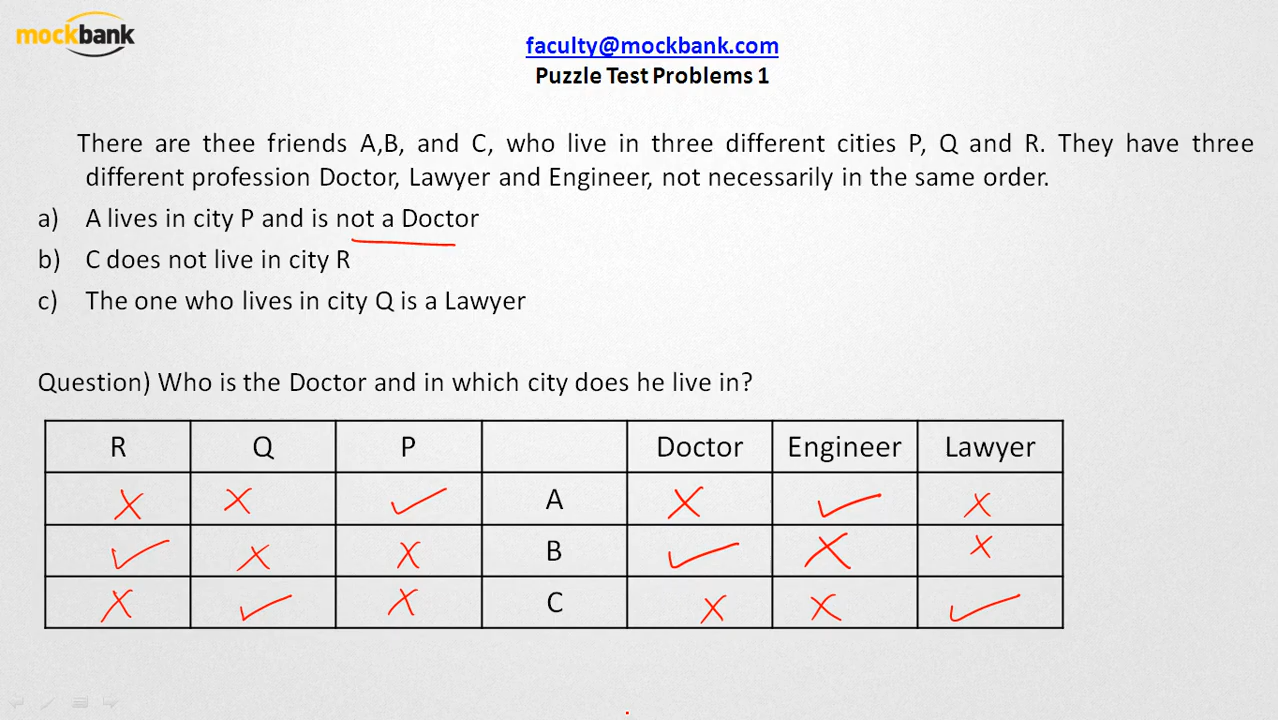 mockbank
faculty@mockbank.com
Puzzle Test Problems 1
There are thee friends A,B, and C, who live in three different cities P, Q and R. They have three
different profession Doctor, Lawyer and Engineer, not necessarily in the same order.
a) A lives in city P and is not a Doctor
b) C does not live in city R
c) The one who lives in city Q is a Lawyer
Question) Who is the Doctor and in which city does he live in?
R Q P Doctor Engineer Lawyer
✗ ✗ ✓ A ✗ ✓ ✗
✓ ✗ ✗ B ✓ ✗ ✗
✗ ✓ ✗ C ✗ ✗ ✓